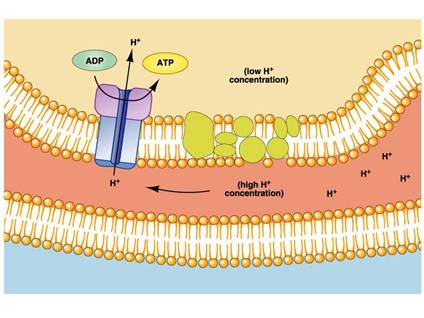 H⁺
ADP
ATP
(low H⁺
concentration)
H⁺
(high H⁺
concentration)
H⁺
H⁺
H⁺
H⁺